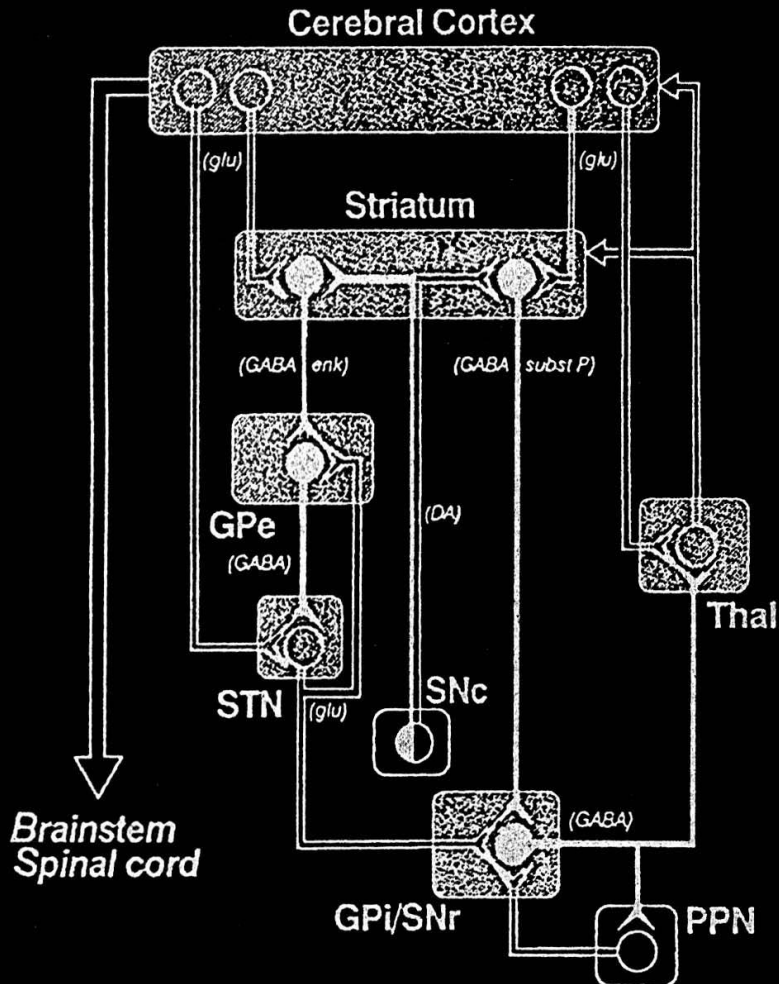 Cerebral Cortex
(glu)
(glu)
Striatum
(GABA enk)
(GABA subst P)
GPe
(DA)
(GABA)
Thal
STN
(glu)
SNc
Brainstem
Spinal cord
(GABA)
GPi/SNr
PPN